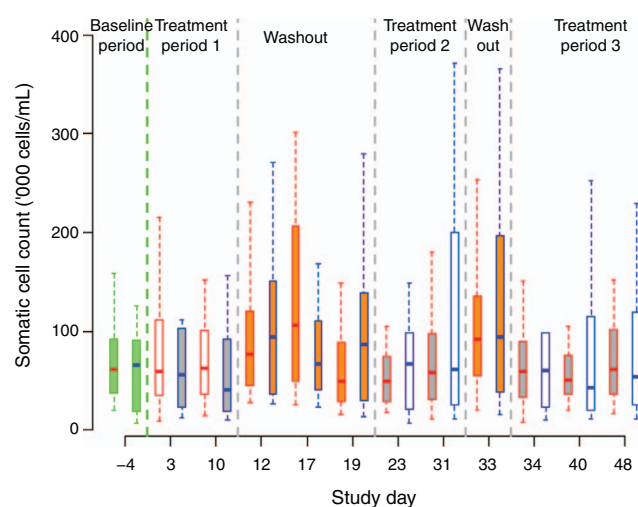 Baseline period
Treatment period 1
Washout
Treatment period 2
Wash out
Treatment period 3
Somatic cell count ('000 cells/mL)
400
300
200
100
0
−4 3 10 12 17 19 23 31 33 34 40 48
Study day